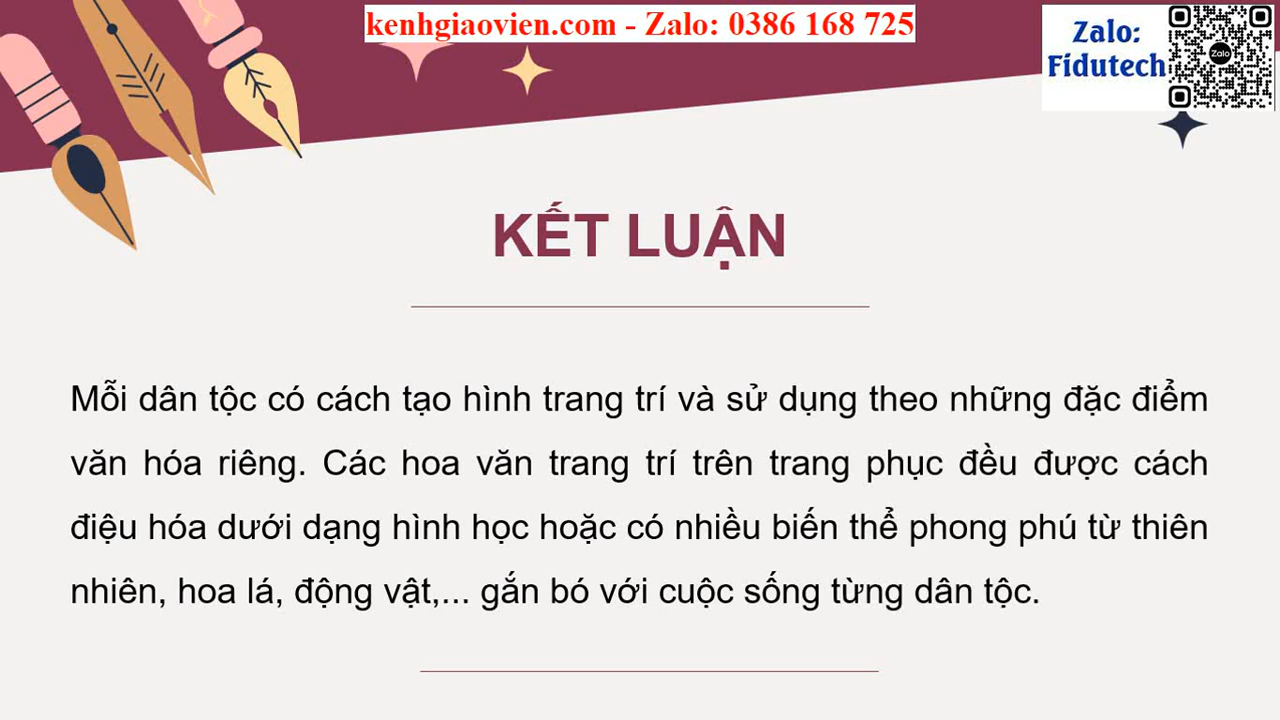 kenhgiaovien.com - Zalo: 0386 168 725
Zalo:
Fidutech
Zalo
KẾT LUẬN
Mỗi dân tộc có cách tạo hình trang trí và sử dụng theo những đặc điểm
văn hóa riêng. Các hoa văn trang trí trên trang phục đều được cách
điệu hóa dưới dạng hình học hoặc có nhiều biến thể phong phú từ thiên
nhiên, hoa lá, động vật,... gắn bó với cuộc sống từng dân tộc.